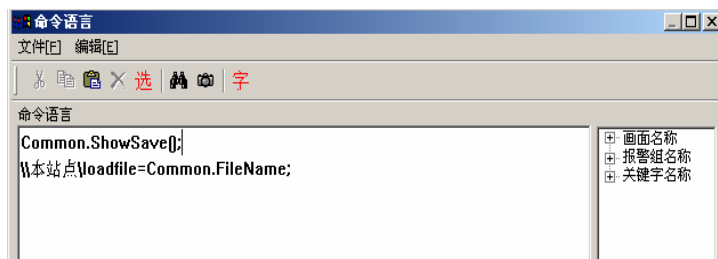 命令语言
文件[F] 编辑[E]
选 字
命令语言
Common.ShowSave();
\\本站点\loadfile=Common.FileName;
画面名称
报警组名称
关键字名称